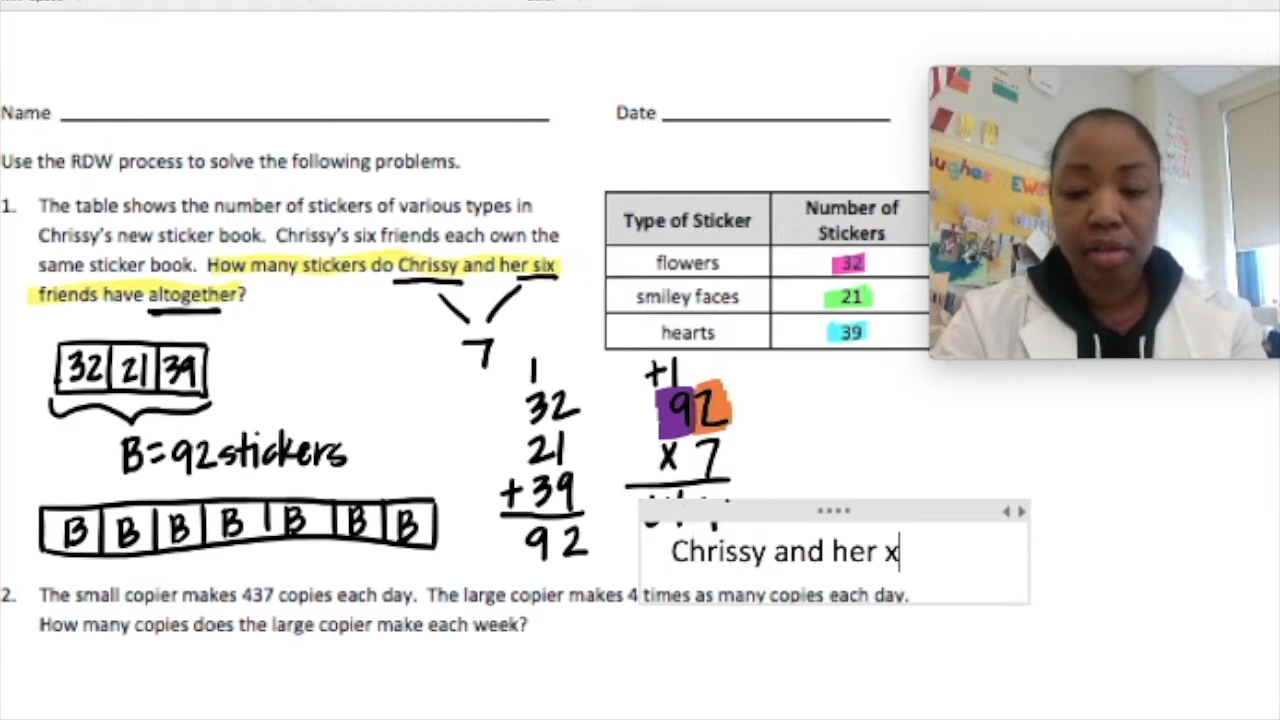 Name
Date
Use the RDW process to solve the following problems.
1. The table shows the number of stickers of various types in
Chrissy's new sticker book. Chrissy's six friends each own the
same sticker book. How many stickers do Chrissy and her six
friends have altogether?
Type of Sticker Number of Stickers
flowers 32
smiley faces 21
hearts 39
7
32 21 39
B=92stickers
B B B B B B B
1
32
21
+39
92
+1
92
x 7
Chrissy and her x
2. The small copier makes 437 copies each day. The large copier makes 4 times as many copies each day.
How many copies does the large copier make each week?